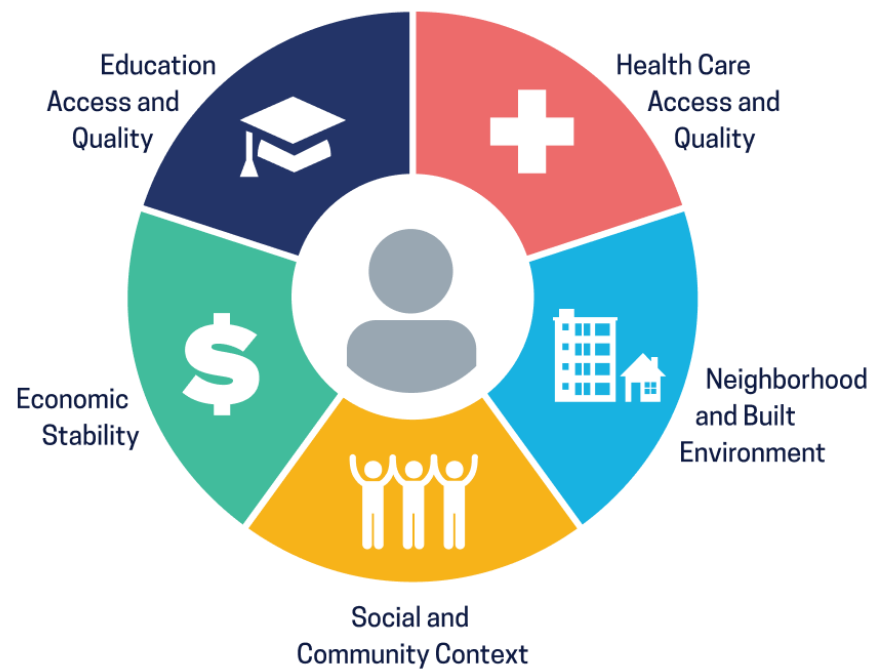 Education
Access and
Quality
Health Care
Access and
Quality
Economic
Stability
Neighborhood
and Built
Environment
Social and
Community Context